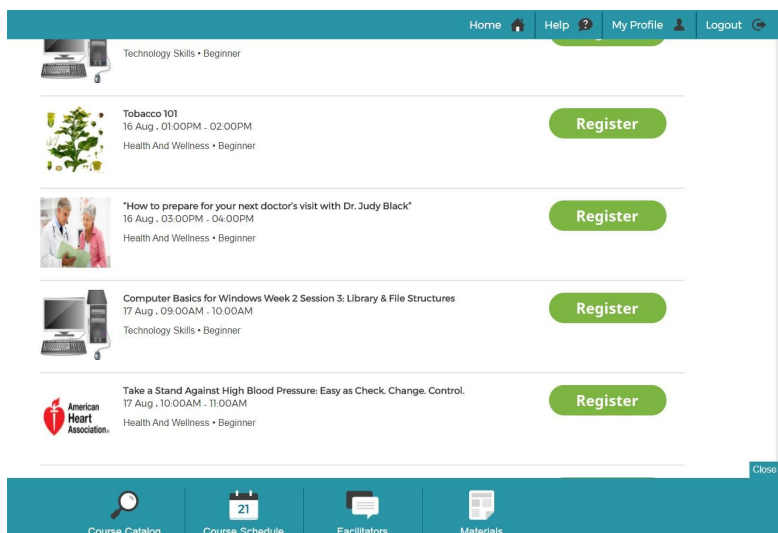 Home Help ? My Profile Logout
Technology Skills • Beginner
Tobacco 101
16 Aug . 01:00PM - 02:00PM
Health And Wellness • Beginner
Register
"How to prepare for your next doctor's visit with Dr. Judy Black"
16 Aug . 03:00PM - 04:00PM
Health And Wellness • Beginner
Register
Computer Basics for Windows Week 2 Session 3: Library & File Structures
17 Aug . 09:00AM - 10:00AM
Technology Skills • Beginner
Register
American
Heart
Association®
Take a Stand Against High Blood Pressure: Easy as Check. Change. Control.
17 Aug . 10:00AM - 11:00AM
Health And Wellness • Beginner
Register
Close
21
Course Catalog Course Schedule Facilitators Materials